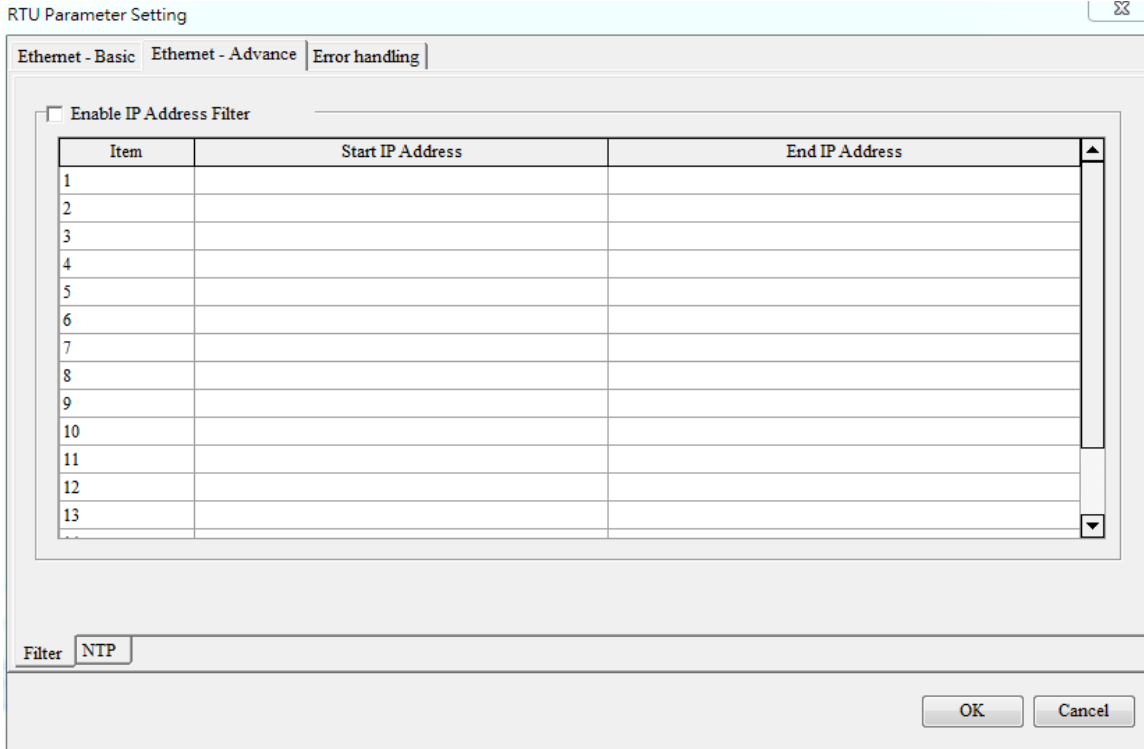 RTU Parameter Setting
Ethernet - Basic Ethernet - Advance Error handling
Enable IP Address Filter
Item Start IP Address End IP Address
1
2
3
4
5
6
7
8
9
10
11
12
13
Filter NTP
OK Cancel